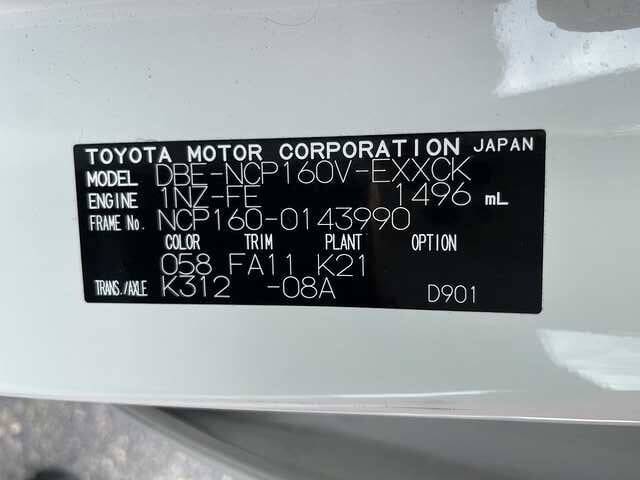 TOYOTA MOTOR CORPORATION JAPAN
MODEL DBE-NCP160V-EXXCK
ENGINE 1NZ-FE 1496 mL
FRAME No. NCP160-0143990
COLOR TRIM PLANT OPTION
058 FA11 K21
TRANS./AXLE K312 -08A D901